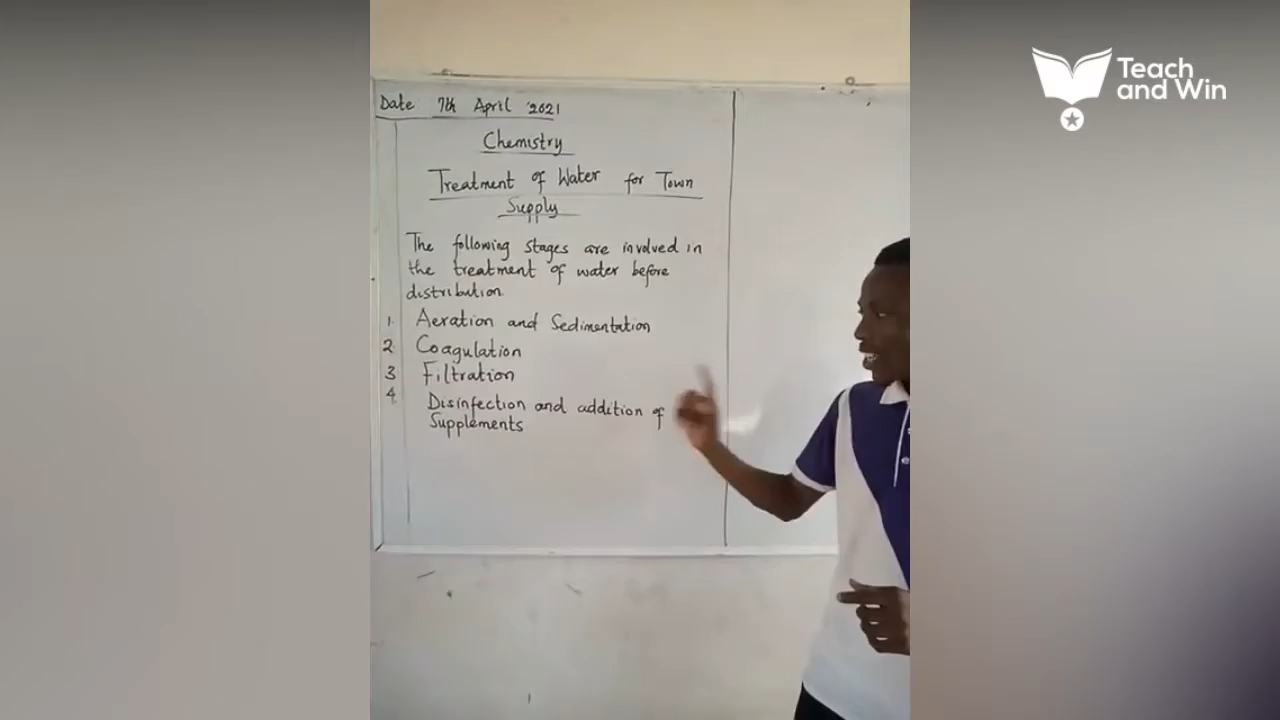 Date 7th April 2021
Chemistry
Treatment of Water for Town
Supply
The following stages are involved in
the treatment of water before
distribution.
1. Aeration and Sedimentation
2. Coagulation
3 Filtration
4. Disinfection and addition of
Supplements
Teach
and Win